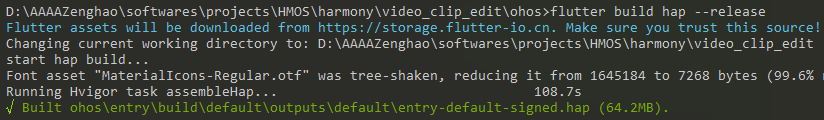 D:\AAAAZenghao\softwares\projects\HMOS\harmony\video_clip_edit\ohos>flutter build hap --release
Flutter assets will be downloaded from https://storage.flutter-io.cn. Make sure you trust this source!
Changing current working directory to: D:\AAAAZenghao\softwares\projects\HMOS\harmony\video_clip_edit
start hap build...
Font asset "MaterialIcons-Regular.otf" was tree-shaken, reducing it from 1645184 to 7268 bytes (99.6%
Running Hvigor task assembleHap... 108.7s
√ Built ohos\entry\build\default\outputs\default\entry-default-signed.hap (64.2MB).